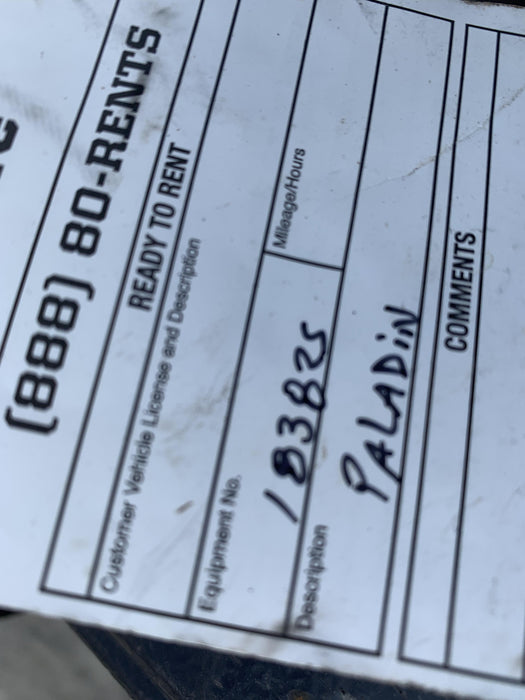 (888) 80-RENTS
READY TO RENT
Customer Vehicle License and Description
Equipment No. 183825
Mileage/Hours
Description PALADiN
COMMENTS